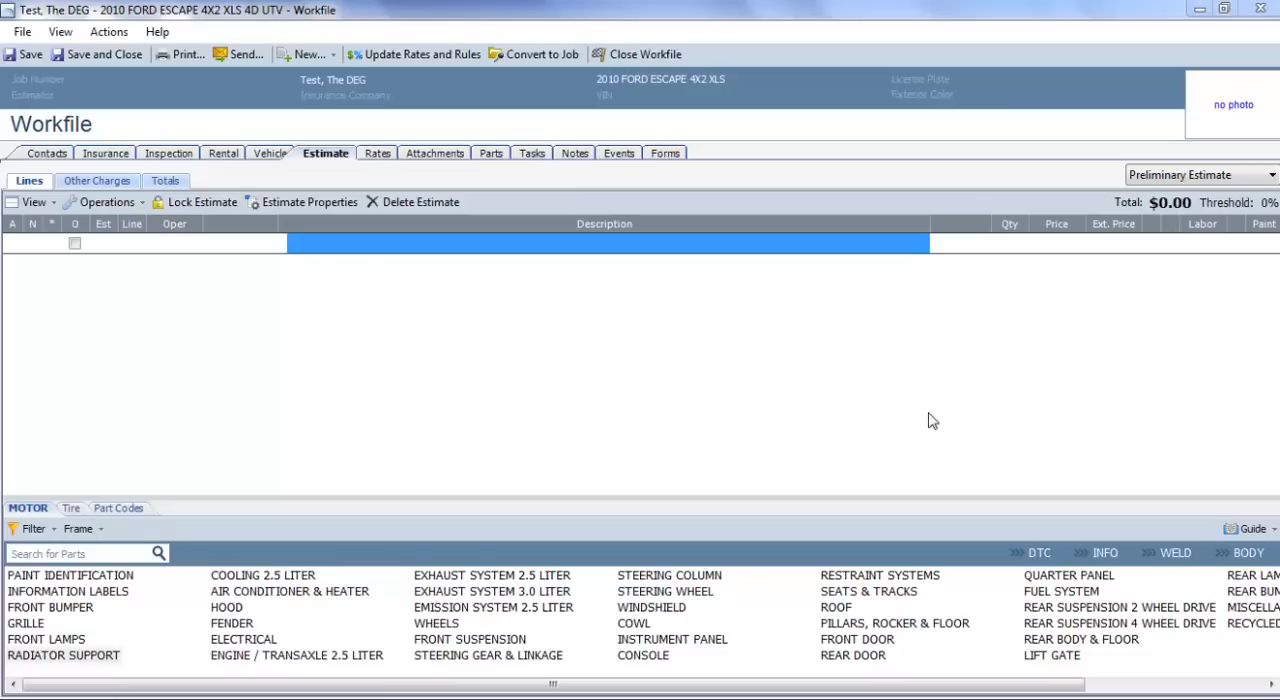 Test, The DEG - 2010 FORD ESCAPE 4X2 XLS 4D UTV - Workfile
File View Actions Help
Save Save and Close Print... Send... New... $% Update Rates and Rules Convert to Job Close Workfile
Job Number Test, The DEG 2010 FORD ESCAPE 4X2 XLS License Plate
Estimator Insurance Company VIN Exterior Color
no photo
Workfile
Contacts Insurance Inspection Rental Vehicle Estimate Rates Attachments Parts Tasks Notes Events Forms
Lines Other Charges Totals Preliminary Estimate
View Operations Lock Estimate Estimate Properties Delete Estimate Total: $0.00 Threshold: 0%
A N * O Est Line Oper Description Qty Price Ext. Price Labor Paint
MOTOR Tire Part Codes
Filter Frame Guide
Search for Parts >>> DTC >>> INFO >>> WELD >>> BODY
PAINT IDENTIFICATION COOLING 2.5 LITER EXHAUST SYSTEM 2.5 LITER STEERING COLUMN RESTRAINT SYSTEMS QUARTER PANEL REAR LAM
INFORMATION LABELS AIR CONDITIONER & HEATER EXHAUST SYSTEM 3.0 LITER STEERING WHEEL SEATS & TRACKS FUEL SYSTEM REAR BUM
FRONT BUMPER HOOD EMISSION SYSTEM 2.5 LITER WINDSHIELD ROOF REAR SUSPENSION 2 WHEEL DRIVE MISCELLA
GRILLE FENDER WHEELS COWL PILLARS, ROCKER & FLOOR REAR SUSPENSION 4 WHEEL DRIVE RECYCLED
FRONT LAMPS ELECTRICAL FRONT SUSPENSION INSTRUMENT PANEL FRONT DOOR REAR BODY & FLOOR
RADIATOR SUPPORT ENGINE / TRANSAXLE 2.5 LITER STEERING GEAR & LINKAGE CONSOLE REAR DOOR LIFT GATE